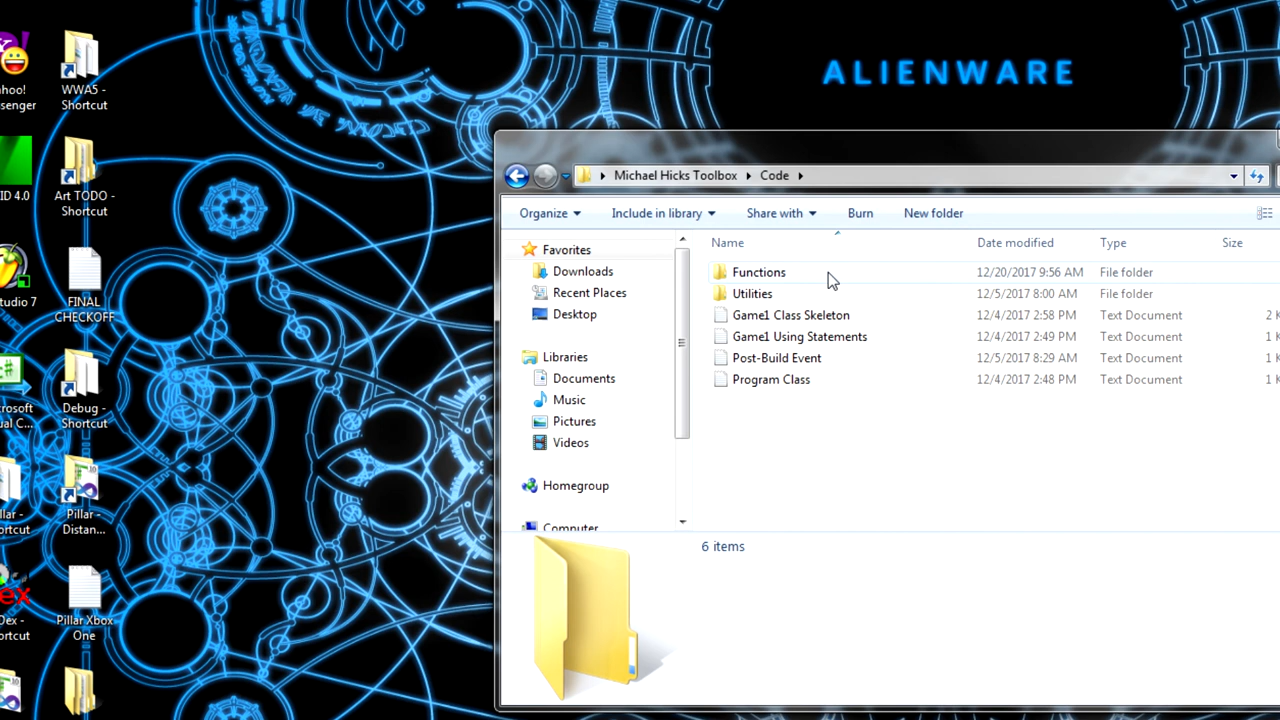 ALIENWARE
ahoo!
senger
WWA5 -
Shortcut
ID 4.0
Art TODO -
Shortcut
tudio 7
FINAL
CHECKOFF
crosoft
ual C...
Debug -
Shortcut
llar -
ortcut
Pillar -
Distan...
ex
Dex -
ortcut
Pillar Xbox
One
Michael Hicks Toolbox
Code
Organize
Include in library
Share with
Burn
New folder
Favorites
Downloads
Recent Places
Desktop
Libraries
Documents
Music
Pictures
Videos
Homegroup
Computer
Name Date modified Type Size
Functions 12/20/2017 9:56 AM File folder
Utilities 12/5/2017 8:00 AM File folder
Game1 Class Skeleton 12/4/2017 2:58 PM Text Document 2 K
Game1 Using Statements 12/4/2017 2:49 PM Text Document 1 K
Post-Build Event 12/5/2017 8:29 AM Text Document 1 K
Program Class 12/4/2017 2:48 PM Text Document 1 K
6 items